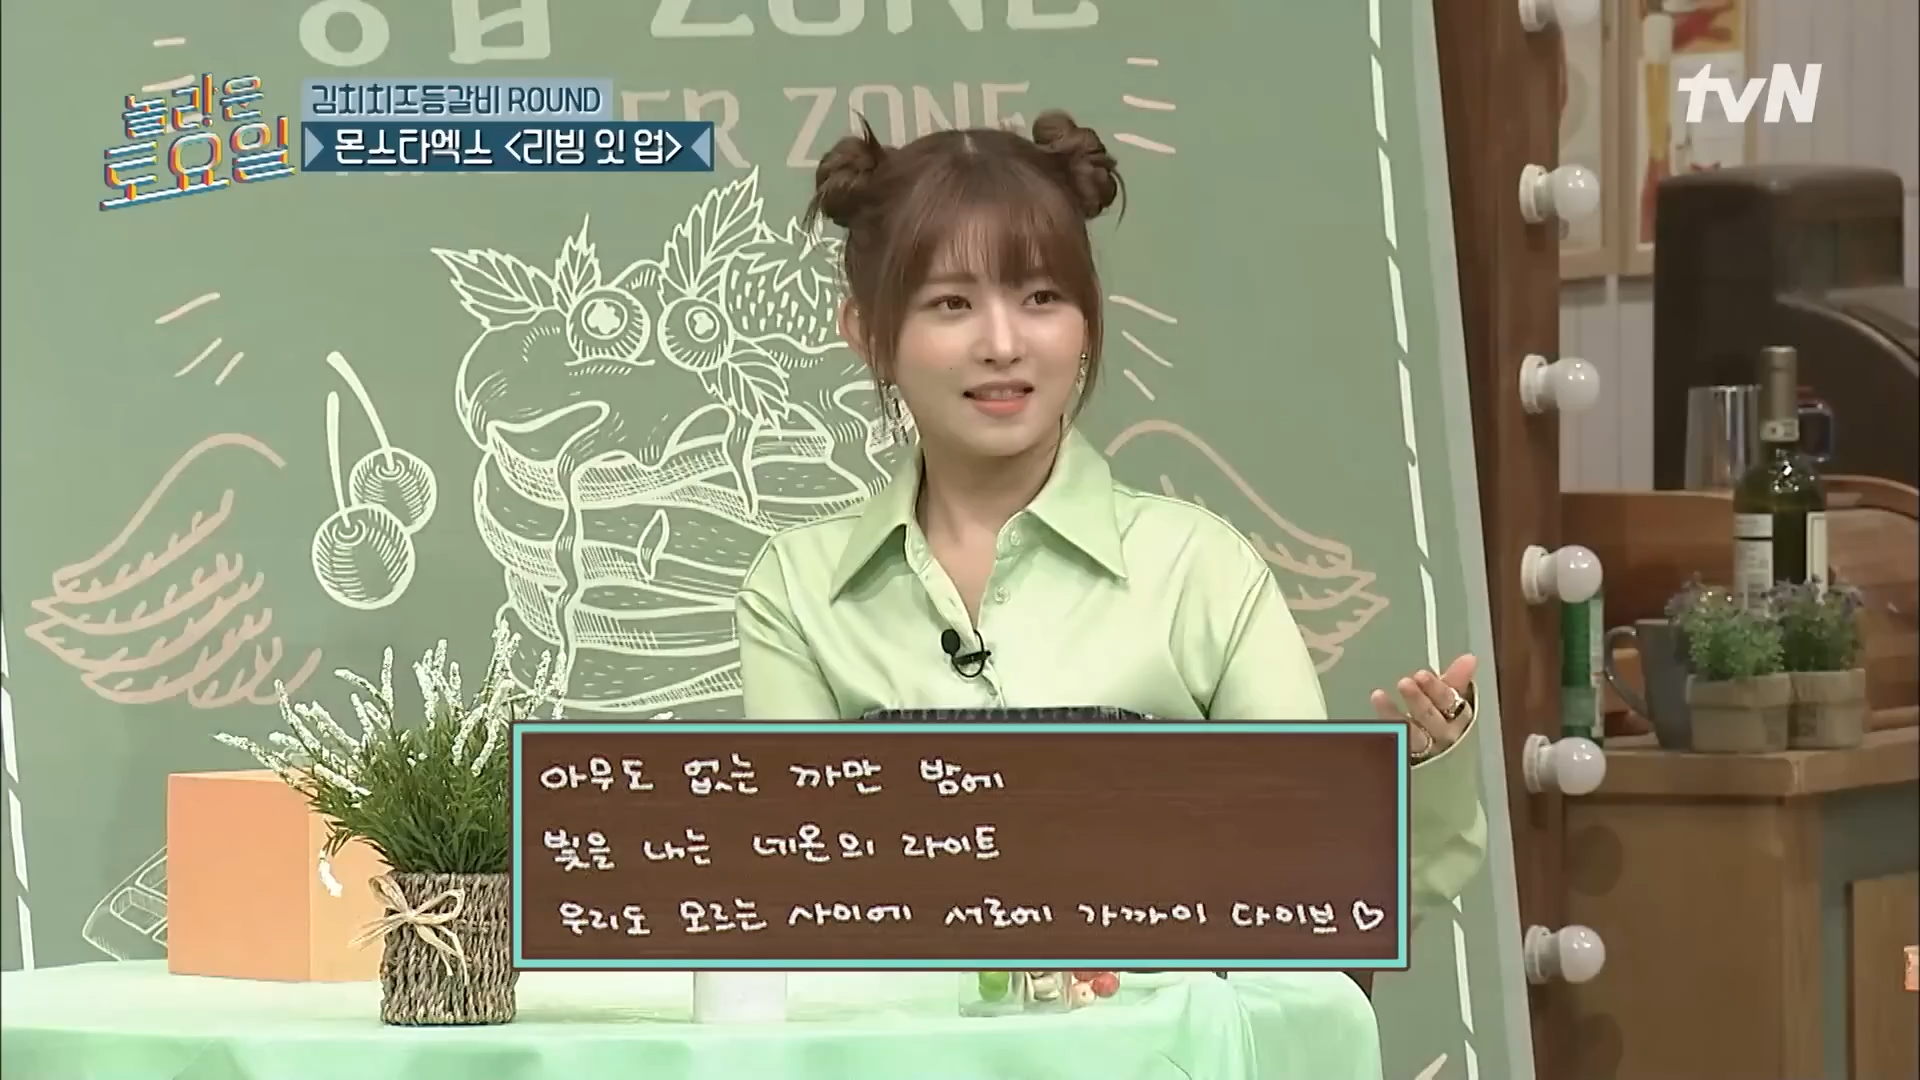 놀라운
토요일
김치치즈등갈비 ROUND
몬스타엑스 <리빙 잇 업>
tvN
ZONE
ZONE
아무도 없는 까만 밤에
빛을 내는 네온의 라이트
우리도 모르는 사이에 서로에 가까이 다이브♡